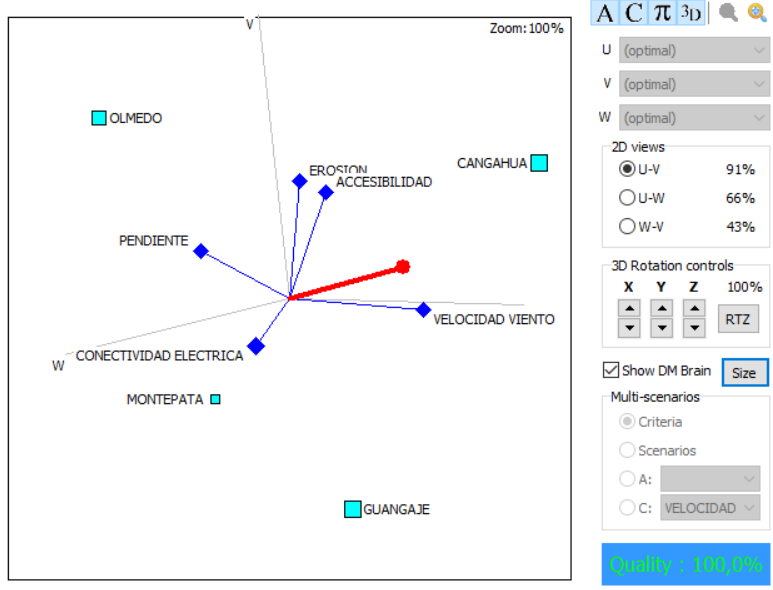 V
Zoom:100%
OLMEDO
CANGAHUA
EROSION
ACCESIBILIDAD
PENDIENTE
VELOCIDAD VIENTO
W
CONECTIVIDAD ELECTRICA
MONTEPATA
GUANGAJE
A C π 3D
U (optimal)
V (optimal)
W (optimal)
2D views
U-V 91%
U-W 66%
W-V 43%
3D Rotation controls
X Y Z 100%
RTZ
Show DM Brain Size
Multi-scenarios
Criteria
Scenarios
A:
C: VELOCIDAD
Quality : 100,0%